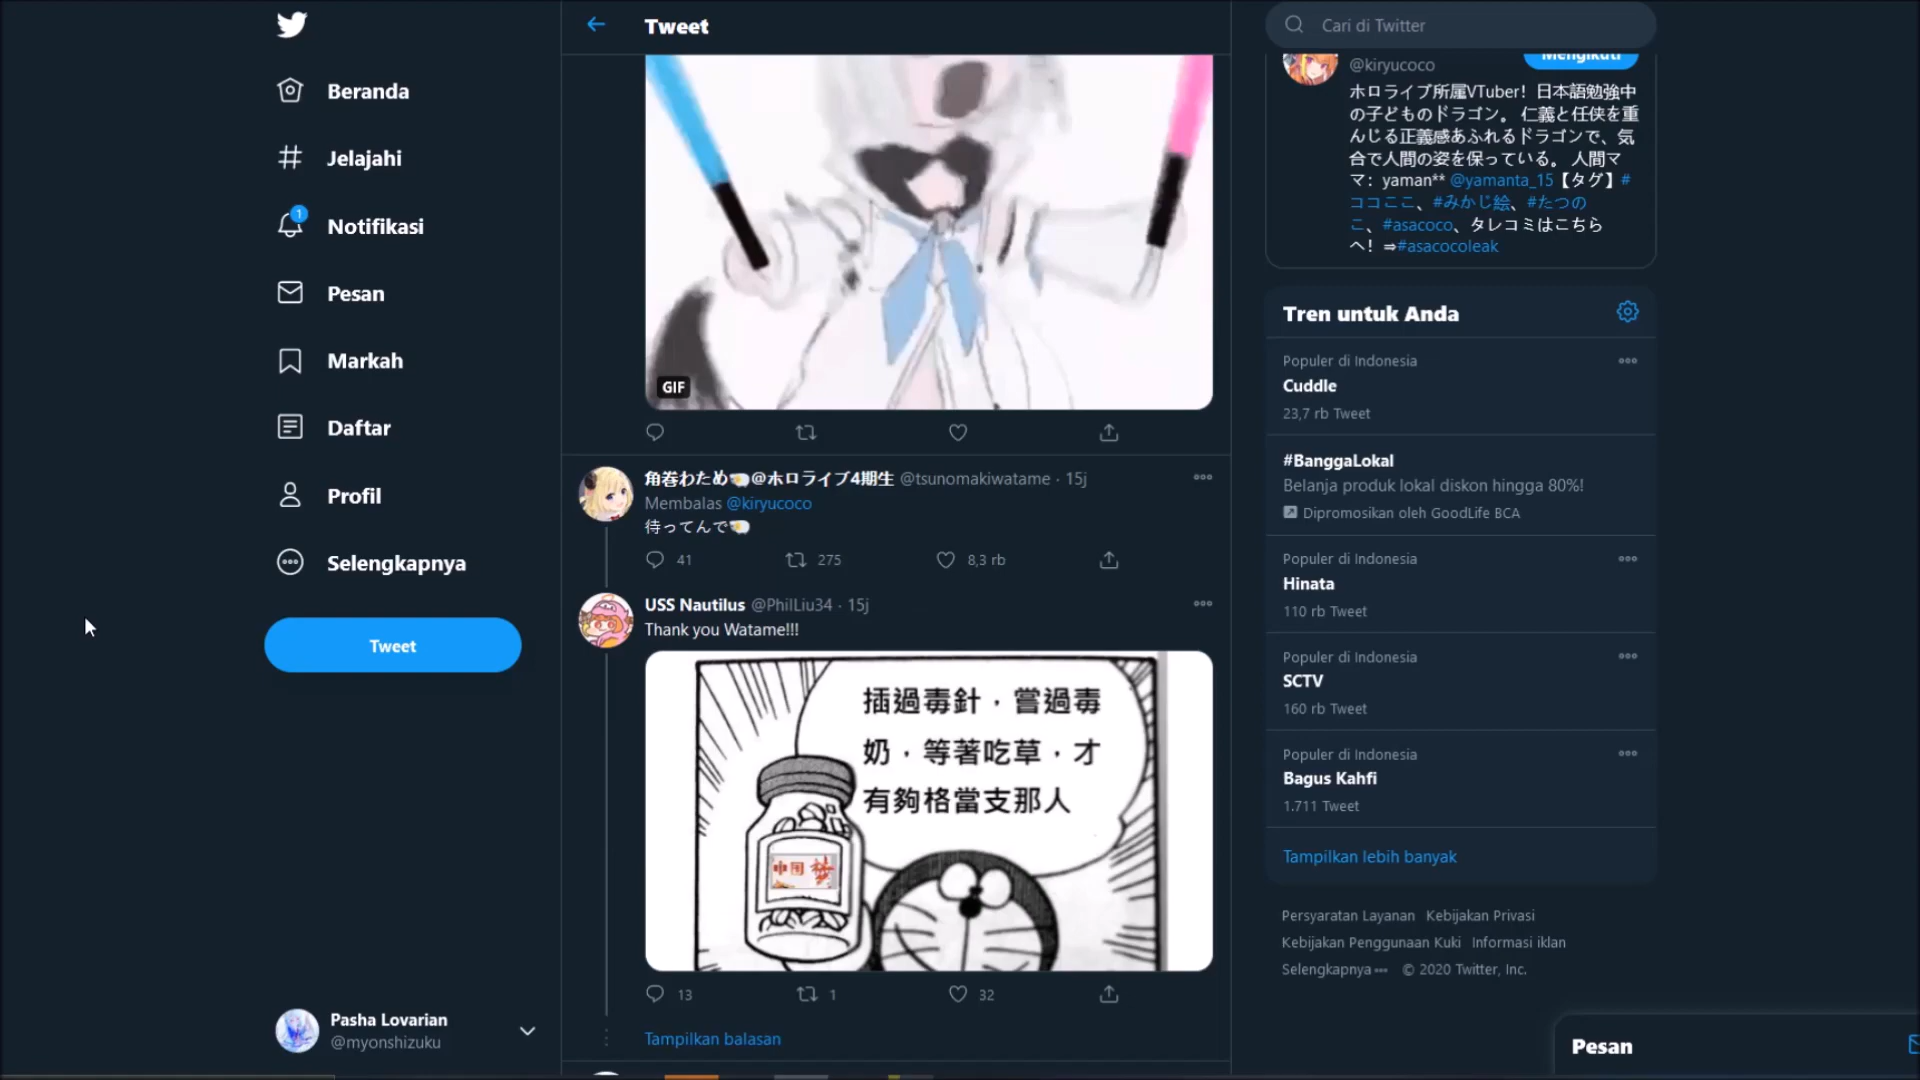 Beranda
Jelajahi
1
Notifikasi
Pesan
Markah
Daftar
Profil
Selengkapnya
Tweet
Pasha Lovarian
@myonshizuku
Tweet
GIF
角巻わため🐏@ホロライブ4期生 @tsunomakiwatame · 15j
Membalas @kiryucoco
待ってんで🐏
41 275 8,3 rb
USS Nautilus @PhilLiu34 · 15j
Thank you Watame!!!
插過毒針，嘗過毒
奶，等著吃草，才
有夠格當支那人
中国梦
13 1 32
Tampilkan balasan
Cari di Twitter
@kiryucoco
Mengikuti
ホロライブ所属VTuber！日本語勉強中
の子どものドラゴン。 仁義と任侠を重
んじる正義感あふれるドラゴンで、気
合で人間の姿を保っている。 人間マ
マ：yaman** @yamanta_15【タグ】#
ココここ、#みかじ絵、#たつの
こ、#asacoco、タレコミはこちら
へ！⇒#asacocoleak
Tren untuk Anda
Populer di Indonesia
Cuddle
23,7 rb Tweet
#BanggaLokal
Belanja produk lokal diskon hingga 80%!
Dipromosikan oleh GoodLife BCA
Populer di Indonesia
Hinata
110 rb Tweet
Populer di Indonesia
SCTV
160 rb Tweet
Populer di Indonesia
Bagus Kahfi
1.711 Tweet
Tampilkan lebih banyak
Persyaratan Layanan Kebijakan Privasi
Kebijakan Penggunaan Kuki Informasi iklan
Selengkapnya ••• © 2020 Twitter, Inc.
Pesan